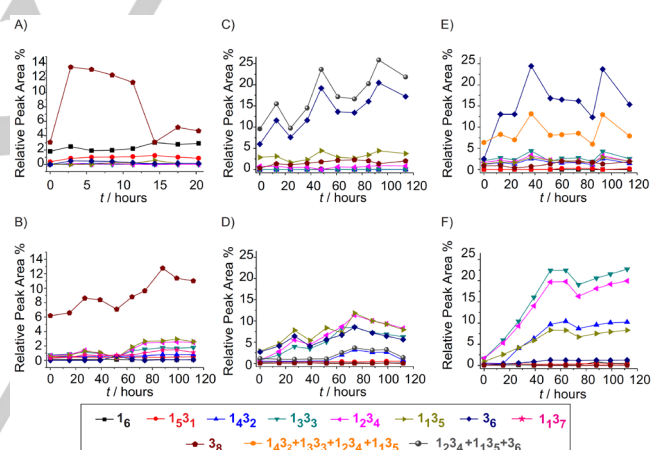 A)
Relative Peak Area %
14
12
10
8
6
4
2
0
0 5 10 15 20
t / hours
C)
Relative Peak Area %
25
20
15
10
5
0
0 20 40 60 80 100 120
t / hours
E)
Relative Peak Area %
25
20
15
10
5
0
0 20 40 60 80 100 120
t / hours
B)
Relative Peak Area %
14
12
10
8
6
4
2
0
0 20 40 60 80 100 120
t / hours
D)
Relative Peak Area %
25
20
15
10
5
0
0 20 40 60 80 100 120
t / hours
F)
Relative Peak Area %
25
20
15
10
5
0
0 20 40 60 80 100 120
t / hours
1₆ 1₅3₁ 1₄3₂ 1₃3₃ 1₂3₄ 1₁3₅ 3₆ 1₁3₇
3₈ 1₄3₂+1₃3₃+1₂3₄+1₁3₅ 1₂3₄+1₁3₅+3₆